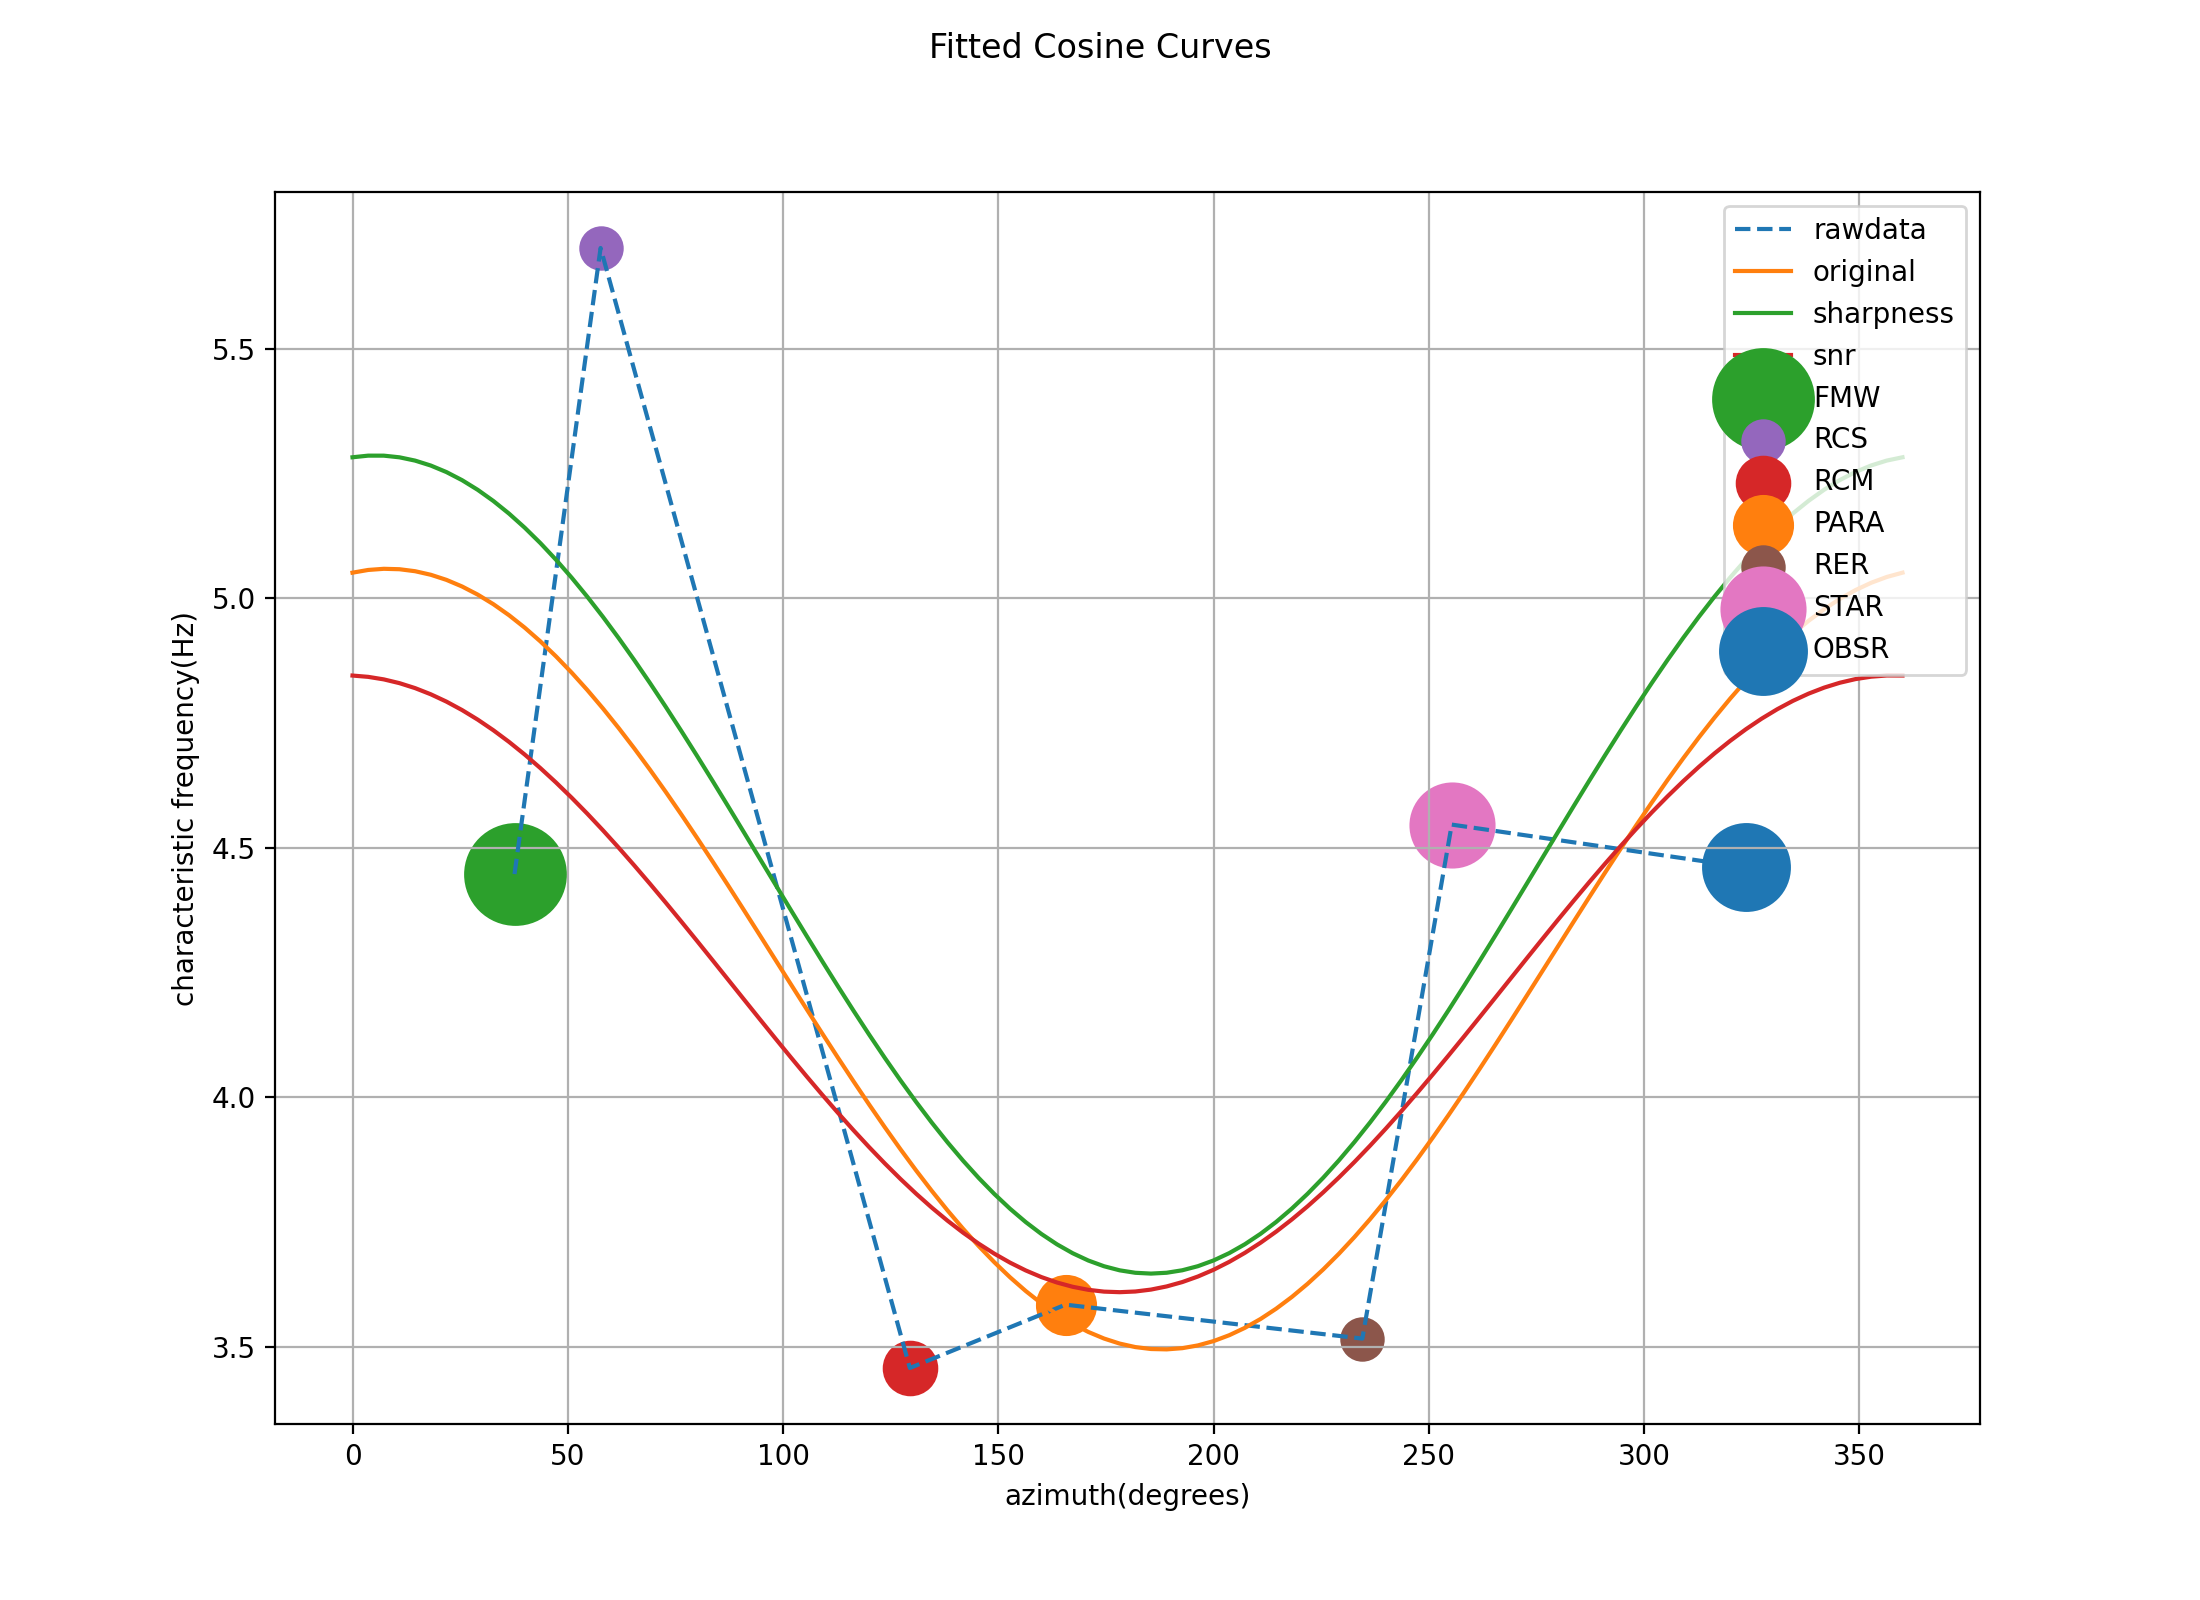 Fitted Cosine Curves
rawdata
original
sharpness
snr
FMW
RCS
RCM
PARA
RER
STAR
OBSR
characteristic frequency(Hz)
5.5
5.0
4.5
4.0
3.5
0 50 100 150 200 250 300 350
azimuth(degrees)